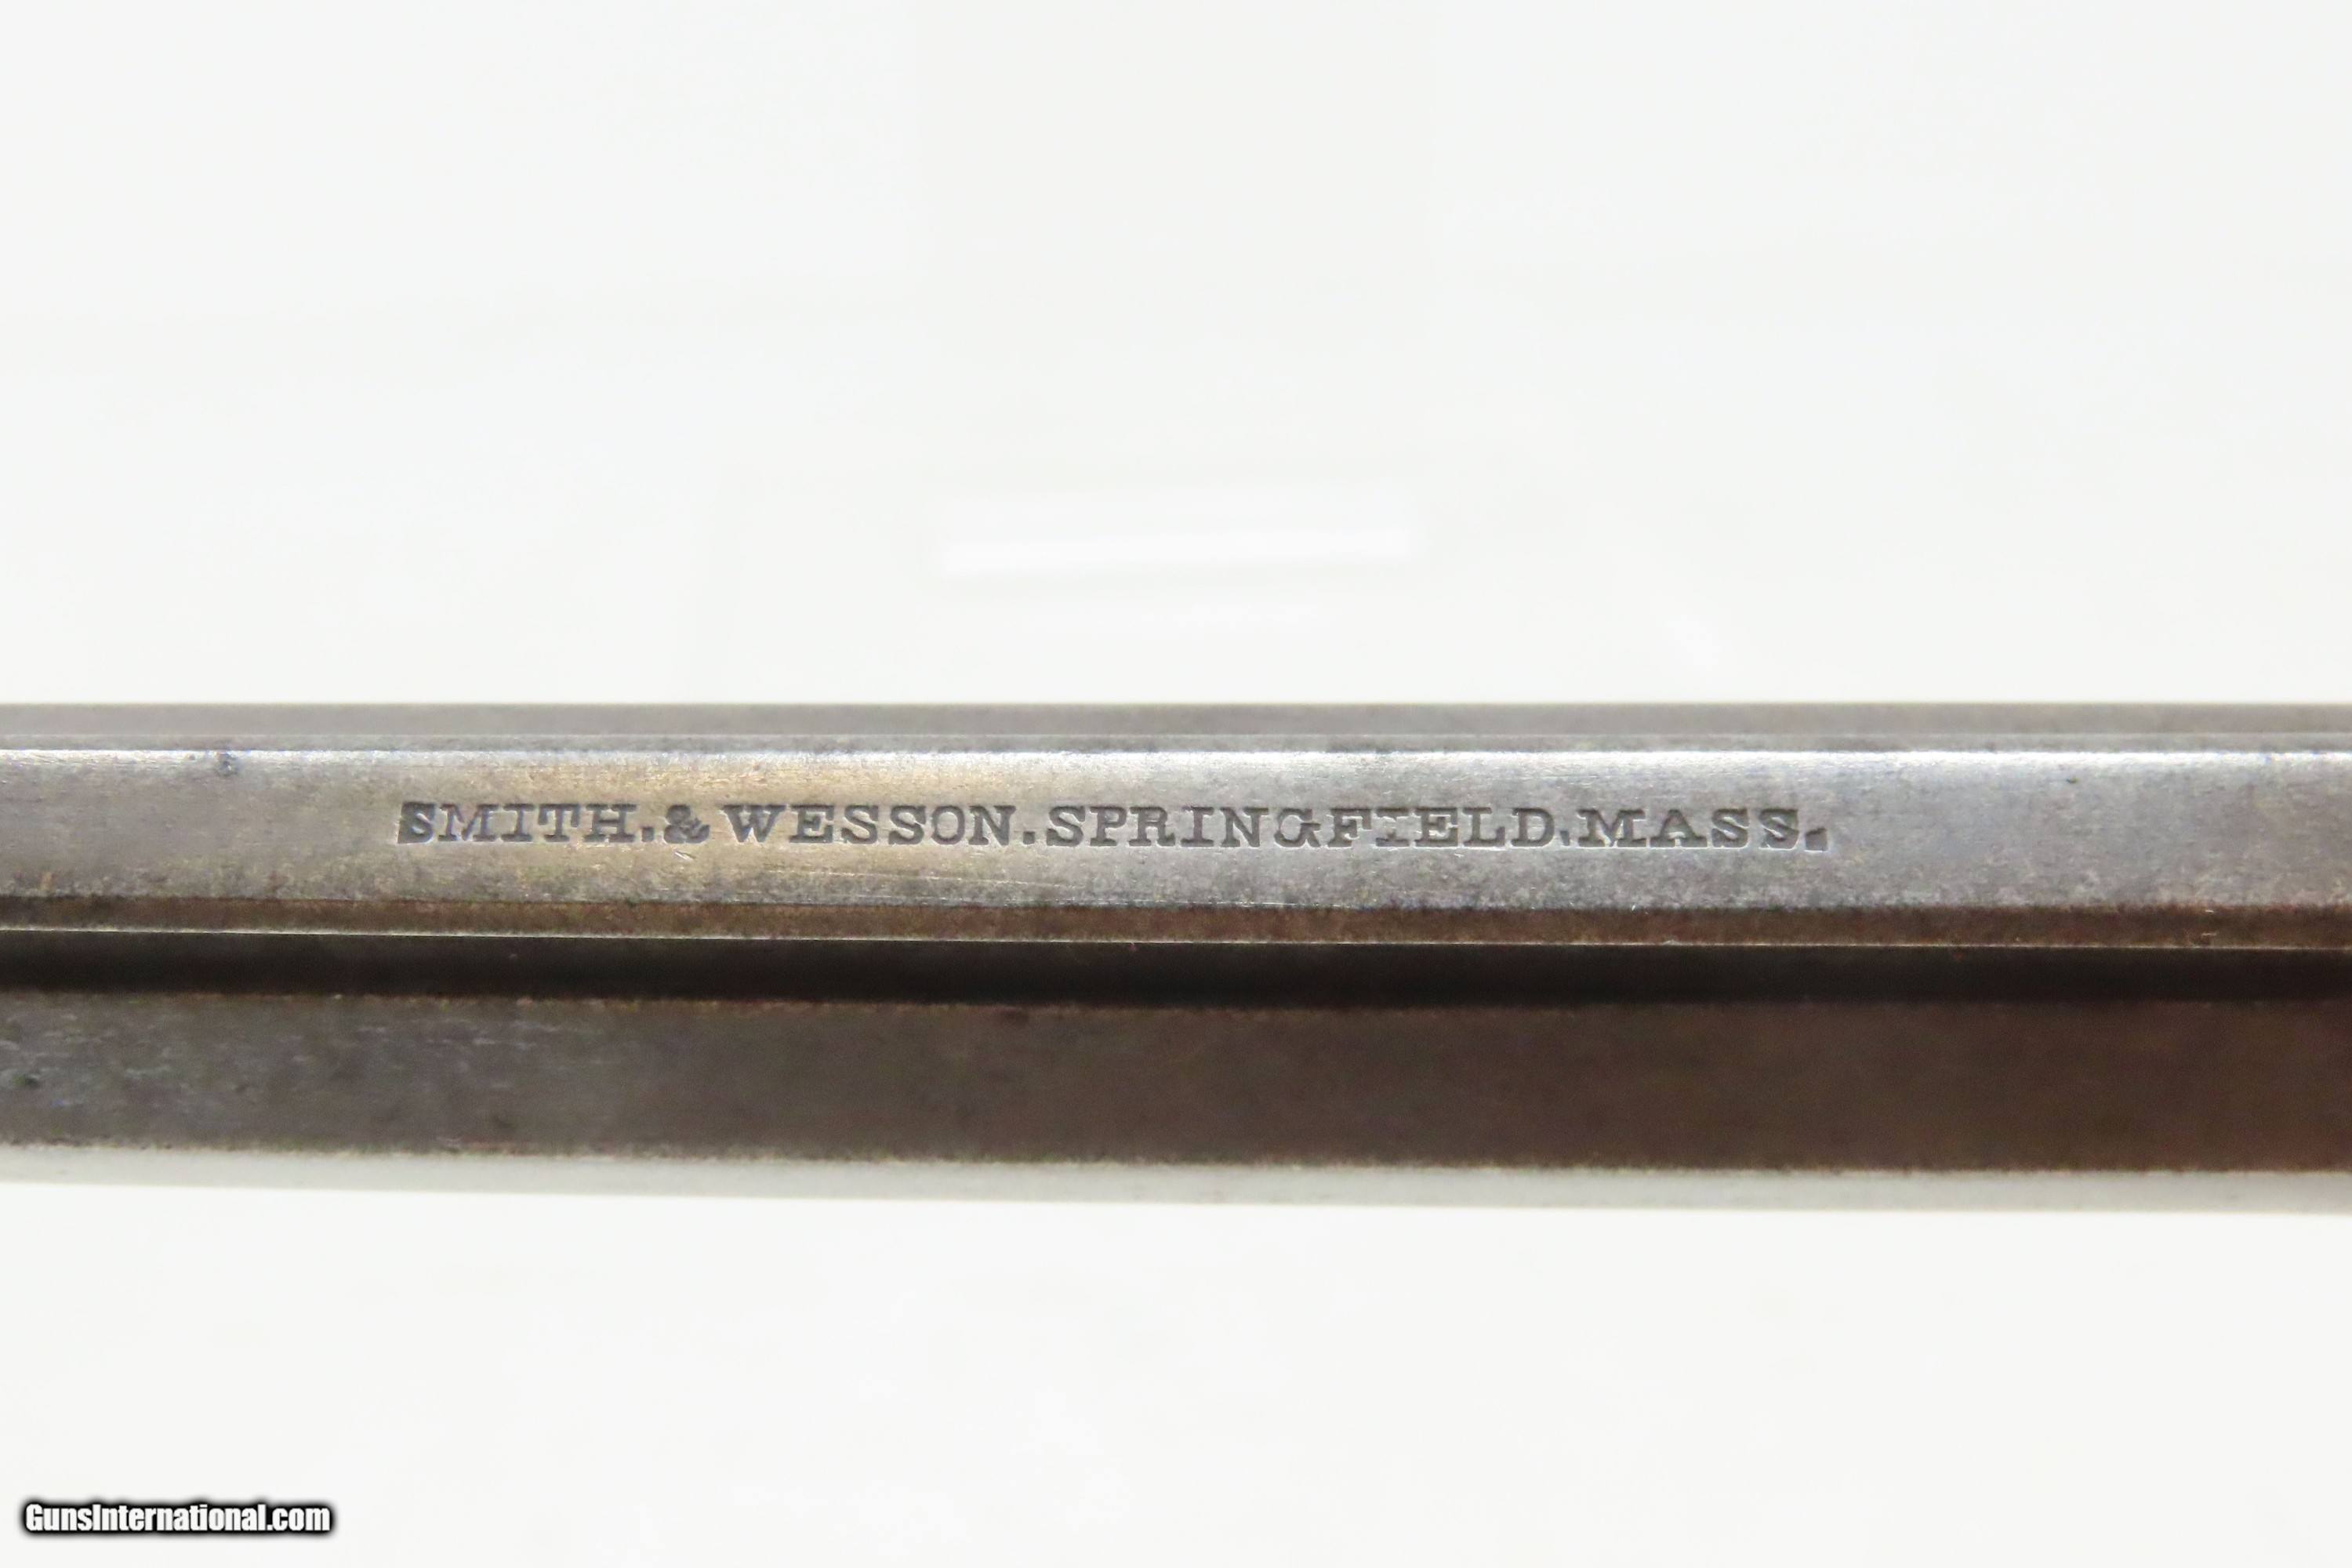 SMITH.& WESSON.SPRINGFIELD.MASS.
GunsInternational.com